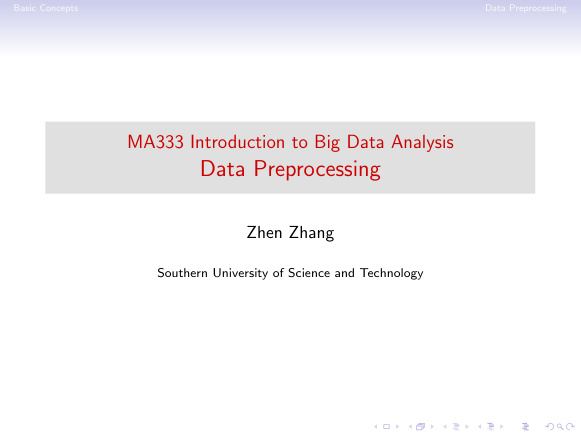 Basic Concepts
Data Preprocessing
MA333 Introduction to Big Data Analysis
Data Preprocessing
Zhen Zhang
Southern University of Science and Technology